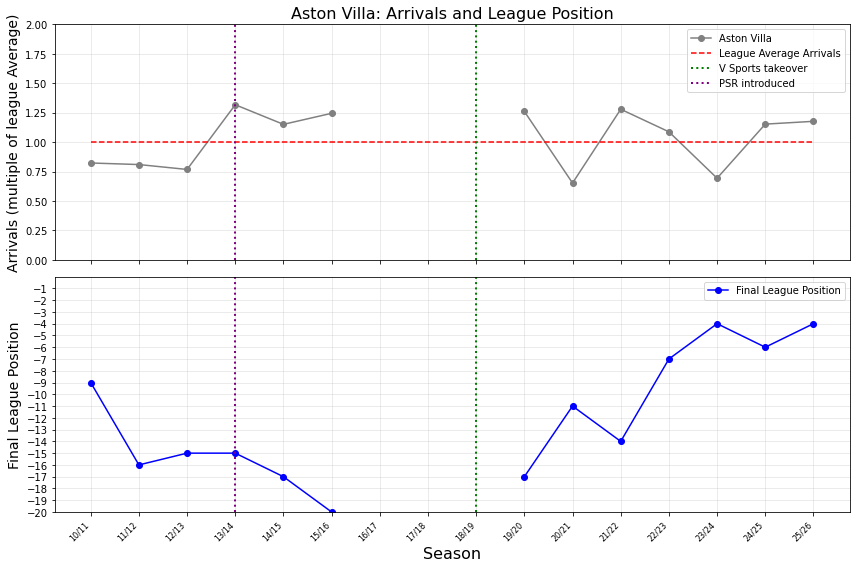 Aston Villa: Arrivals and League Position
Arrivals (multiple of league Average)
2.00
1.75
1.50
1.25
1.00
0.75
0.50
0.25
0.00
Aston Villa
League Average Arrivals
V Sports takeover
PSR introduced
Final League Position
−1
−2
−3
−4
−5
−6
−7
−8
−9
−10
−11
−12
−13
−14
−15
−16
−17
−18
−19
−20
Final League Position
10/11 11/12 12/13 13/14 14/15 15/16 16/17 17/18 18/19 19/20 20/21 21/22 22/23 23/24 24/25 25/26
Season